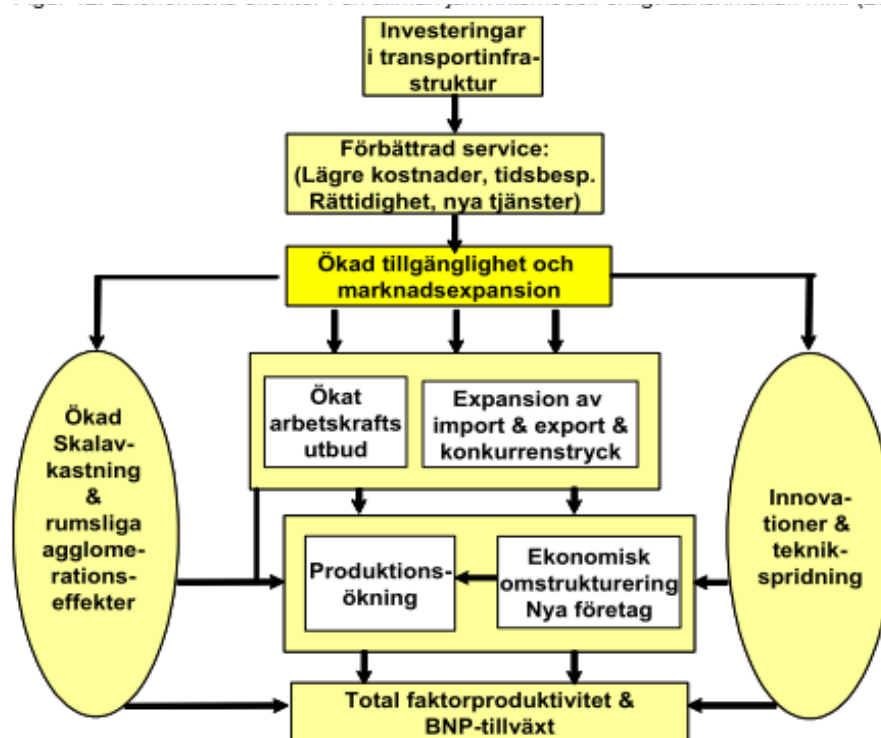 Investeringar
i transportinfra-
struktur
Förbättrad service:
(Lägre kostnader, tidsbesp.
Rättidighet, nya tjänster)
Ökad tillgänglighet och
marknadsexpansion
Ökad
Skalav-
kastning
&
rumsliga
agglome-
rations-
effekter
Ökat
arbetskrafts
utbud
Expansion av
import & export &
konkurrenstryck
Innova-
tioner &
teknik-
spridning
Produktions-
ökning
Ekonomisk
omstrukturering
Nya företag
Total faktorproduktivitet &
BNP-tillväxt